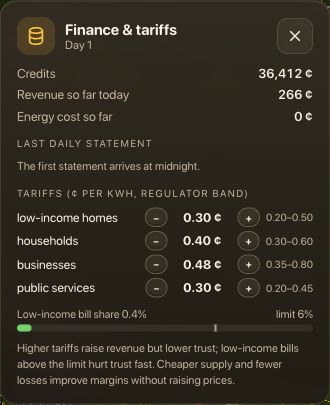 Finance & tariffs
Day 1
Credits 36,412 ¢
Revenue so far today 266 ¢
Energy cost so far 0 ¢
LAST DAILY STATEMENT
The first statement arrives at midnight.
TARIFFS (¢ PER KWH, REGULATOR BAND)
low-income homes − 0.30 ¢ + 0.20–0.50
households − 0.40 ¢ + 0.30–0.60
businesses − 0.48 ¢ + 0.35–0.80
public services − 0.30 ¢ + 0.20–0.45
Low-income bill share 0.4% limit 6%
Higher tariffs raise revenue but lower trust; low-income bills
above the limit hurt trust fast. Cheaper supply and fewer
losses improve margins without raising prices.